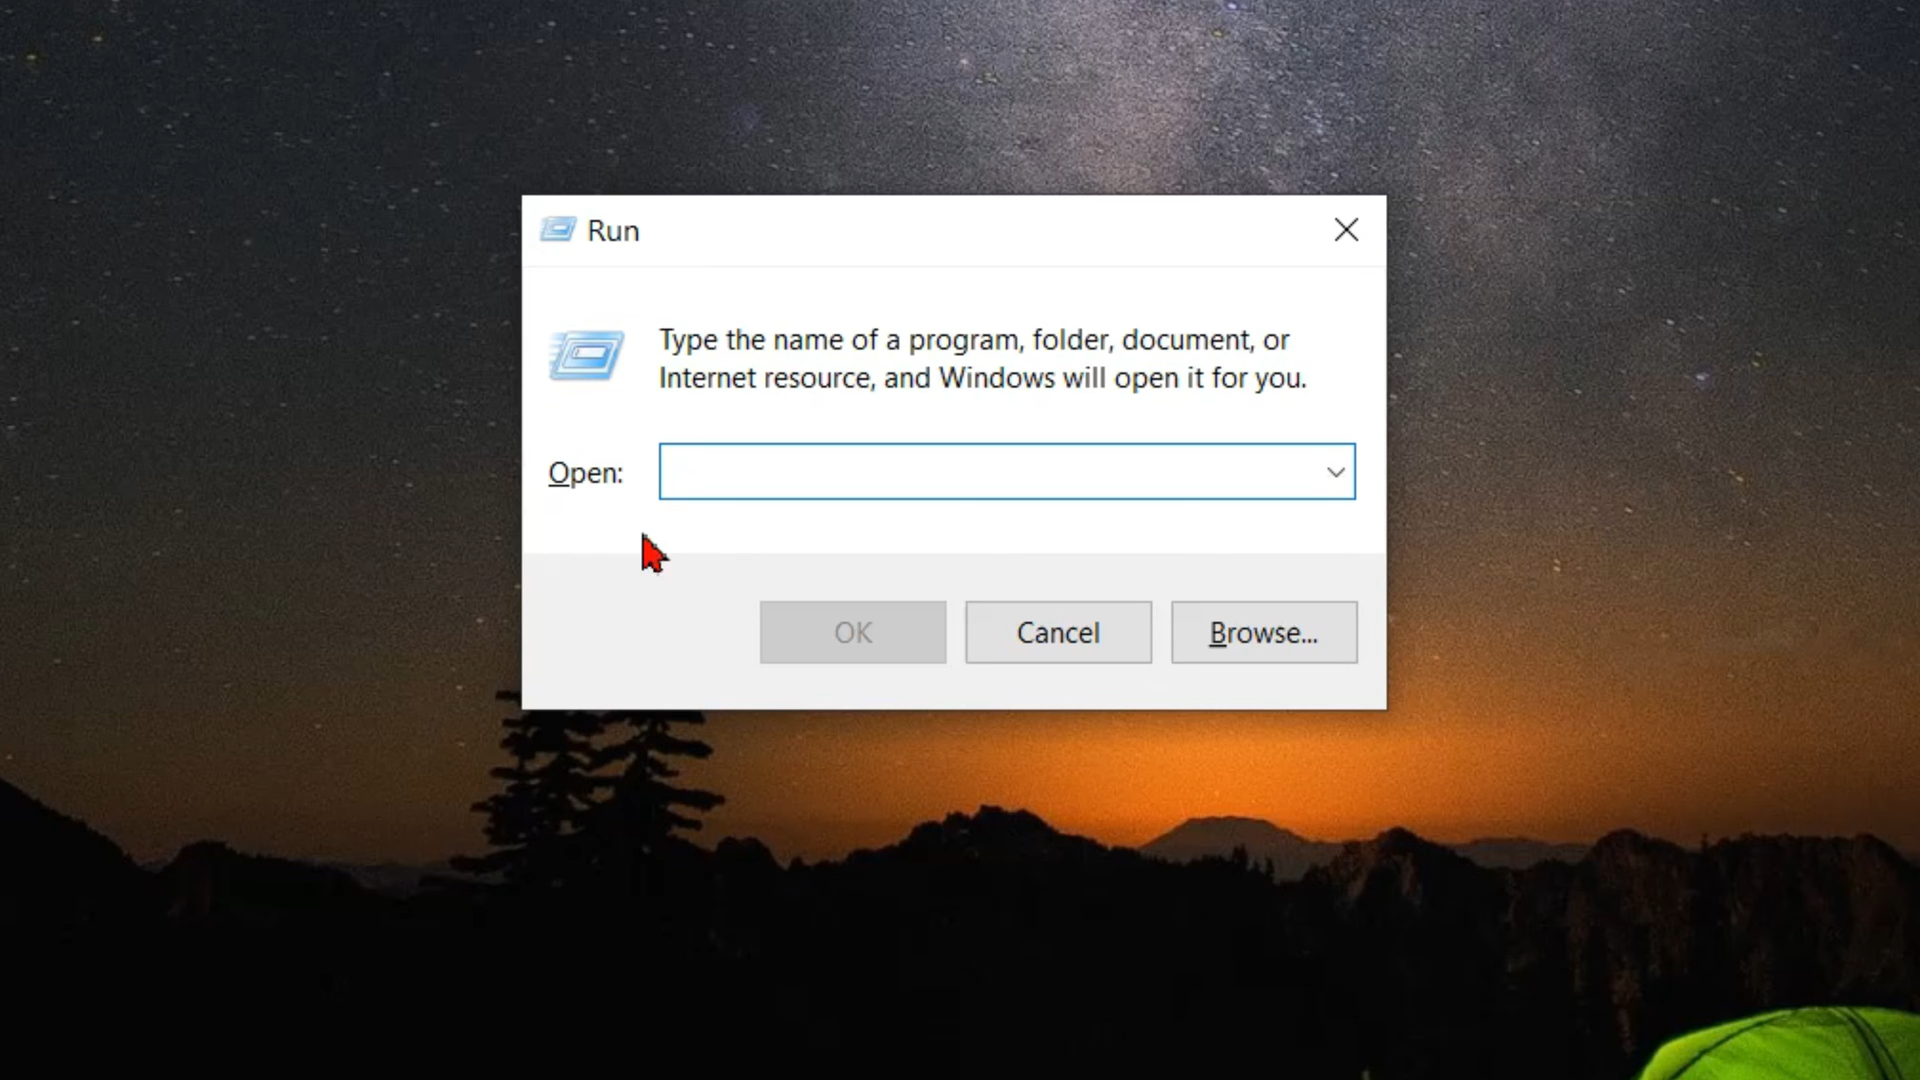 Run
Type the name of a program, folder, document, or
Internet resource, and Windows will open it for you.
Open:
OK Cancel Browse...